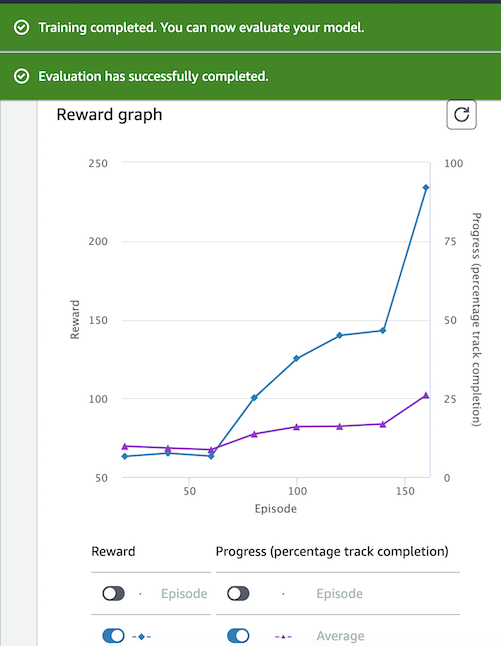 Training completed. You can now evaluate your model.
Evaluation has successfully completed.
Reward graph
250
200
150
100
50
Reward
100
75
50
25
0
Progress (percentage track completion)
50
100
150
Episode
Reward
Progress (percentage track completion)
Episode
Episode
Average